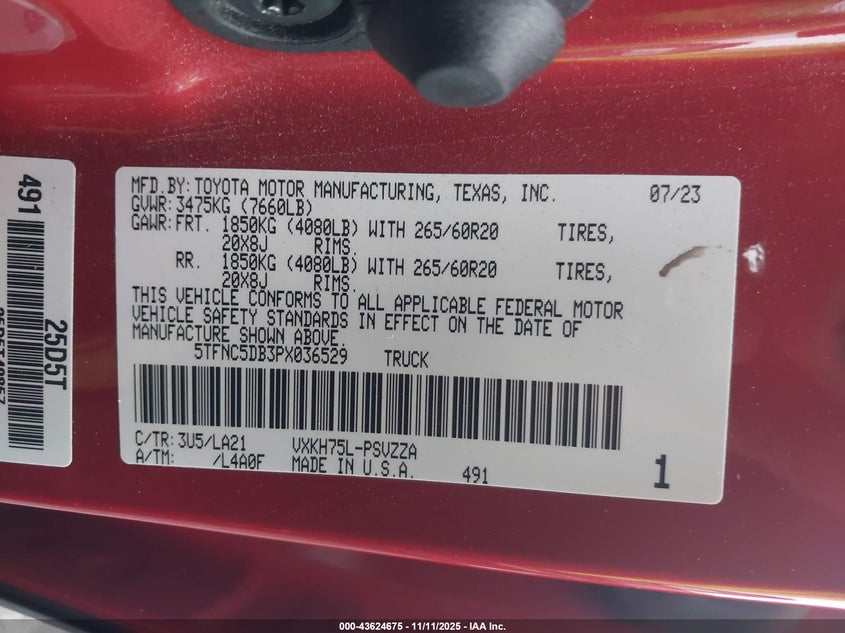 MFD.BY:TOYOTA MOTOR MANUFACTURING, TEXAS, INC. 07/23
GVWR:3475KG (7660LB)
GAWR:FRT. 1850KG (4080LB) WITH 265/60R20 TIRES,
20X8J RIMS.
RR. 1850KG (4080LB) WITH 265/60R20 TIRES,
20X8J RIMS.
THIS VEHICLE CONFORMS TO ALL APPLICABLE FEDERAL MOTOR
VEHICLE SAFETY STANDARDS IN EFFECT ON THE DATE OF
MANUFACTURE SHOWN ABOVE.
5TFNC5DB3PX036529 TRUCK
C/TR:3U5/LA21 VXKH75L-PSVZZA
A/TM: /L4A0F MADE IN U.S.A. 491 1
491
25D5T
000-43624675 - 11/11/2025 - IAA Inc.